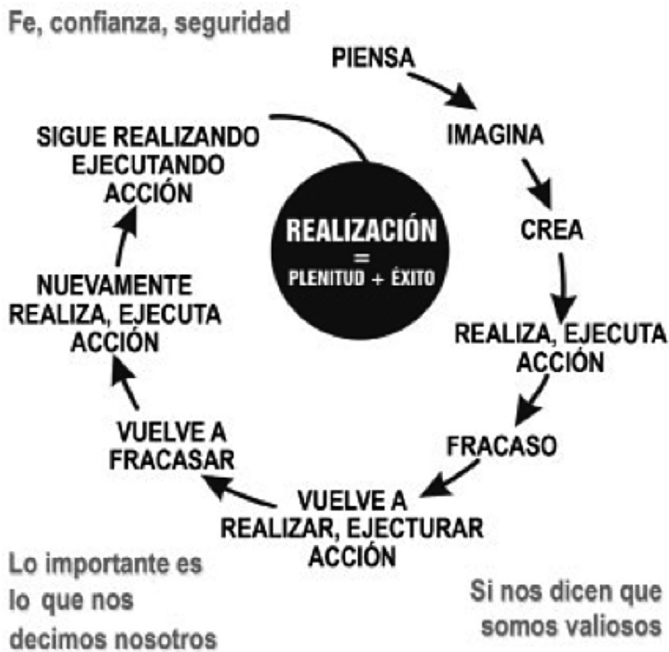 Fe, confianza, seguridad
PIENSA
IMAGINA
CREA
REALIZA, EJECUTA
ACCIÓN
FRACASO
VUELVE A
REALIZAR, EJECTURAR
ACCIÓN
VUELVE A
FRACASAR
NUEVAMENTE
REALIZA, EJECUTA
ACCIÓN
SIGUE REALIZANDO
EJECUTANDO
ACCIÓN
REALIZACIÓN
=
PLENITUD + ÉXITO
Lo importante es
lo que nos
decimos nosotros
Si nos dicen que
somos valiosos